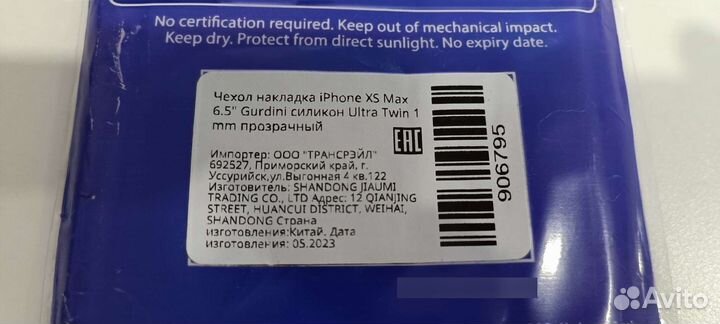 No certification required. Keep out of mechanical impact.
Keep dry. Protect from direct sunlight. No expiry date.
Чехол накладка iPhone XS Max
6.5" Gurdini силикон Ultra Twin 1
mm прозрачный
EAC
Импортер: ООО "ТРАНСРЭЙЛ"
692527, Приморский край, г.
Уссурийск,ул.Выгонная 4 кв.122
Изготовитель: SHANDONG JIAUMI
TRADING CO., LTD Адрес: 12 QIANJING
STREET, HUANCUI DISTRICT, WEIHAI,
SHANDONG Страна
изготовления:Китай. Дата
изготовления: 05.2023
906795
Avito